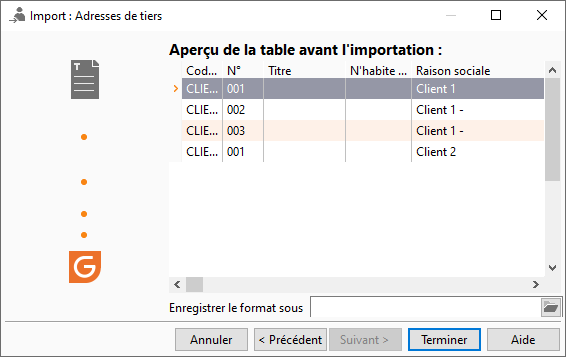 Import : Adresses de tiers
T
Aperçu de la table avant l'importation :
Cod... N° Titre N'habite ... Raison sociale
CLIE... 001 Client 1
CLIE... 002 Client 1 -
CLIE... 003 Client 1 -
CLIE... 001 Client 2
G
Enregistrer le format sous
Annuler < Précédent Suivant > Terminer Aide